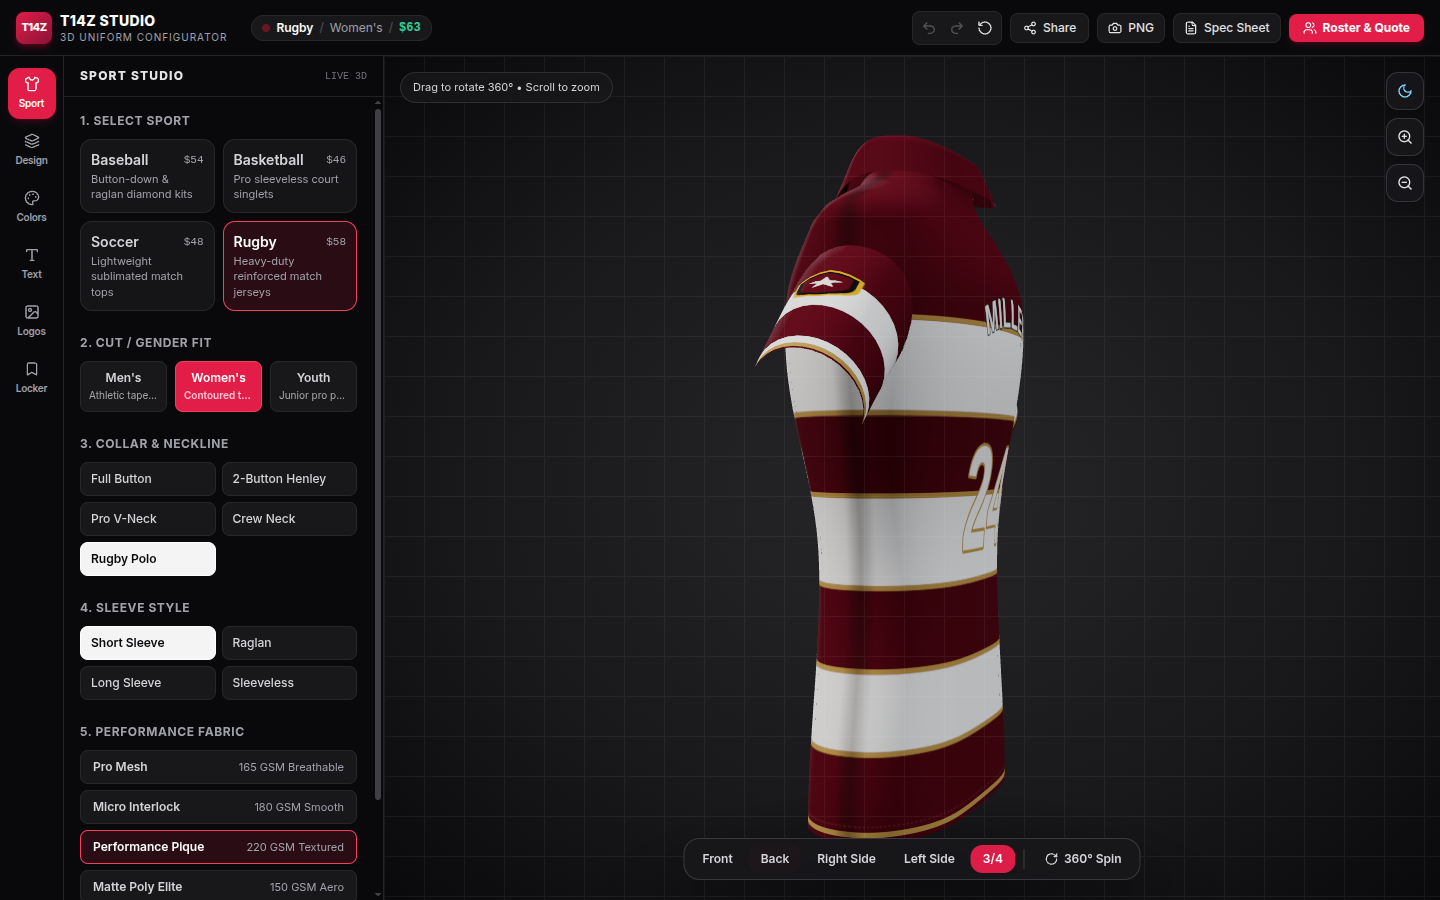 T14Z
T14Z STUDIO
3D UNIFORM CONFIGURATOR
Rugby / Women's / $63
Share
PNG
Spec Sheet
Roster & Quote
Sport
Design
Colors
Text
Logos
Locker
SPORT STUDIO
LIVE 3D
1. SELECT SPORT
Baseball $54
Button-down &
raglan diamond kits
Basketball $46
Pro sleeveless court
singlets
Soccer $48
Lightweight
sublimated match
tops
Rugby $58
Heavy-duty
reinforced match
jerseys
2. CUT / GENDER FIT
Men's
Athletic tape...
Women's
Contoured t...
Youth
Junior pro p...
3. COLLAR & NECKLINE
Full Button
2-Button Henley
Pro V-Neck
Crew Neck
Rugby Polo
4. SLEEVE STYLE
Short Sleeve
Raglan
Long Sleeve
Sleeveless
5. PERFORMANCE FABRIC
Pro Mesh 165 GSM Breathable
Micro Interlock 180 GSM Smooth
Performance Pique 220 GSM Textured
Matte Poly Elite 150 GSM Aero
Drag to rotate 360° • Scroll to zoom
MILLE
24
Front
Back
Right Side
Left Side
3/4
360° Spin